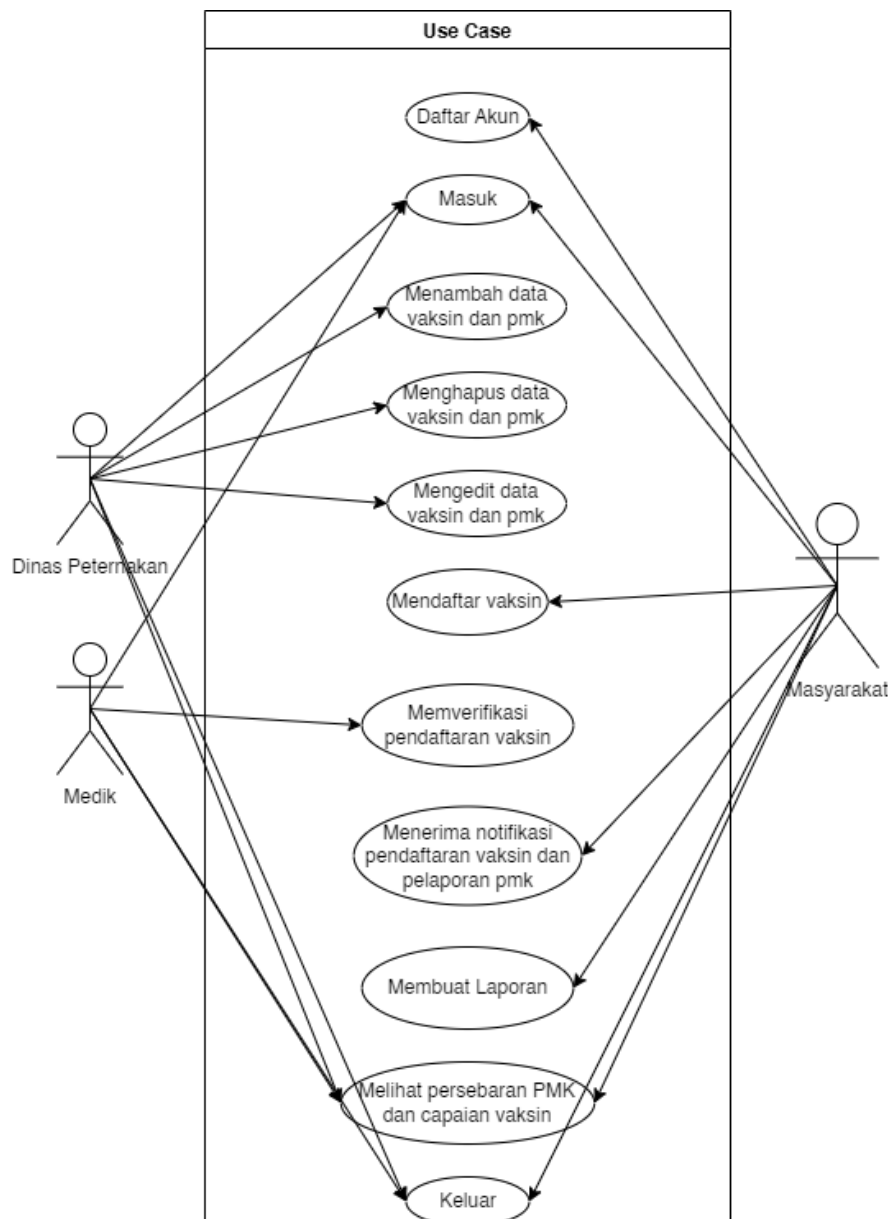 Use Case
Daftar Akun
Masuk
Menambah data
vaksin dan pmk
Menghapus data
vaksin dan pmk
Mengedit data
vaksin dan pmk
Dinas Peternakan
Mendaftar vaksin
Masyarakat
Memverifikasi
pendaftaran vaksin
Medik
Menerima notifikasi
pendaftaran vaksin dan
pelaporan pmk
Membuat Laporan
Melihat persebaran PMK
dan capaian vaksin
Keluar